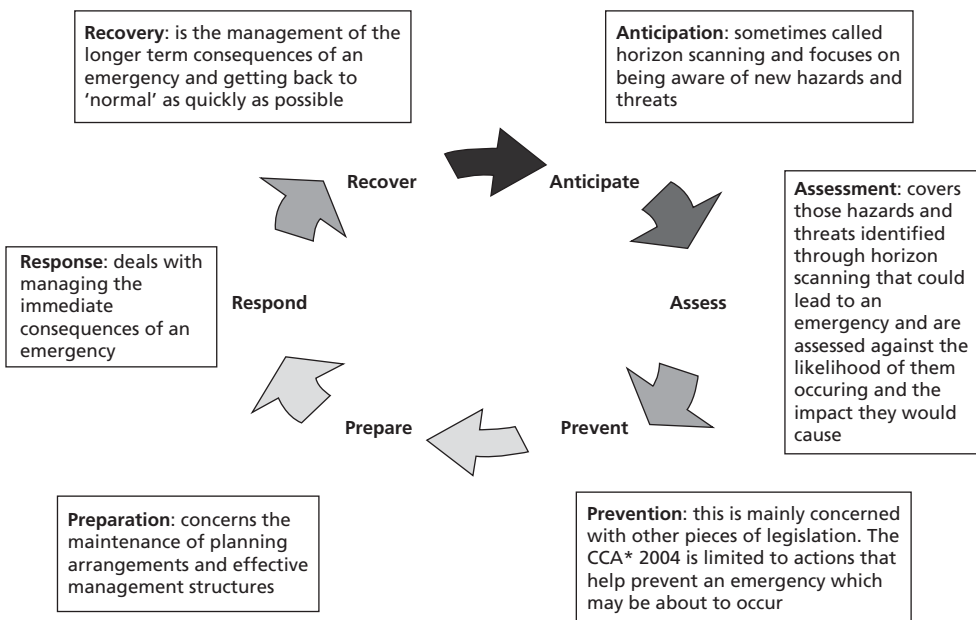 Recovery: is the management of the
longer term consequences of an
emergency and getting back to
‘normal’ as quickly as possible
Anticipation: sometimes called
horizon scanning and focuses on
being aware of new hazards and
threats
Recover
Anticipate
Assessment: covers
those hazards and
threats identified
through horizon
scanning that could
lead to an
emergency and are
assessed against the
likelihood of them
occuring and the
impact they would
cause
Response: deals with
managing the
immediate
consequences of an
emergency
Respond
Assess
Prepare
Prevent
Preparation: concerns the
maintenance of planning
arrangements and effective
management structures
Prevention: this is mainly concerned
with other pieces of legislation. The
CCA* 2004 is limited to actions that
help prevent an emergency which
may be about to occur